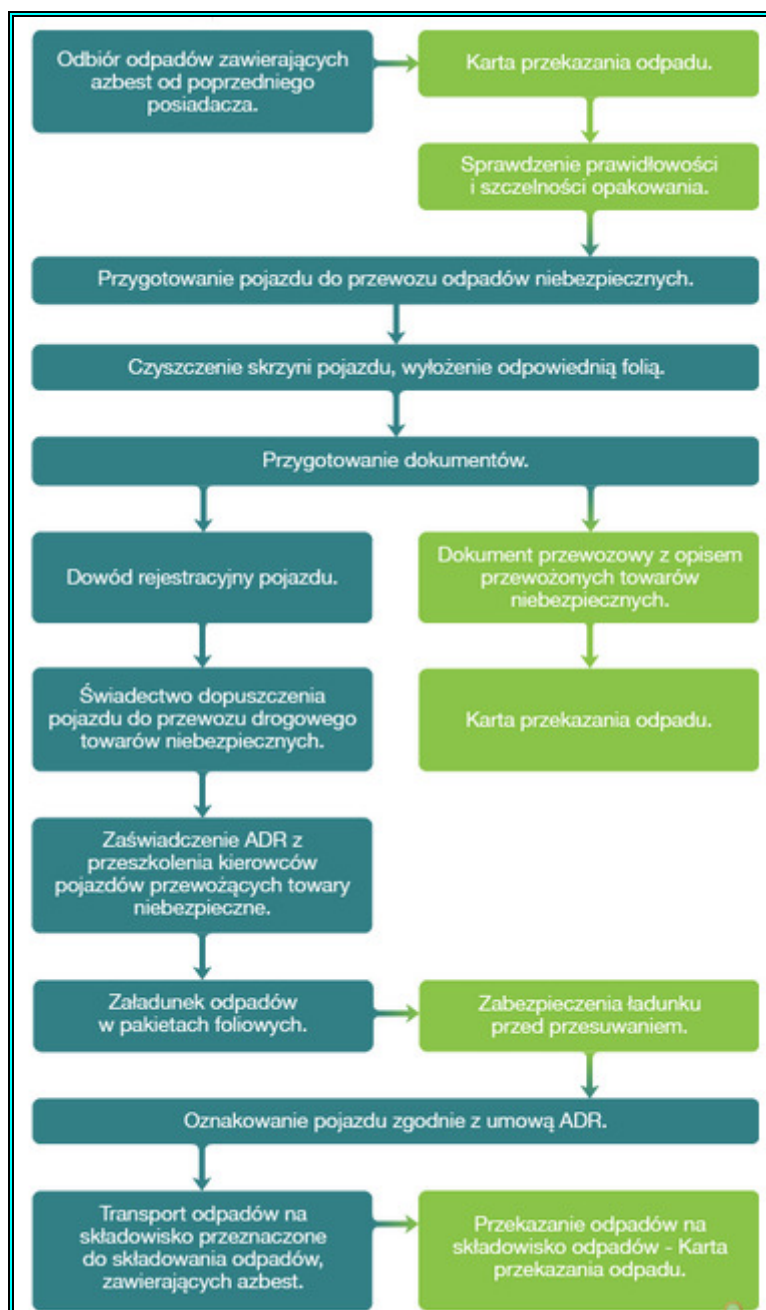 Odbiór odpadów zawierających
azbest od poprzedniego
posiadacza.
Karta przekazania odpadu.
Sprawdzenie prawidłowości
i szczelności opakowania.
Przygotowanie pojazdu do przewozu odpadów niebezpiecznych.
Czyszczenie skrzyni pojazdu, wyłożenie odpowiednią folią.
Przygotowanie dokumentów.
Dowód rejestracyjny pojazdu.
Świadectwo dopuszczenia
pojazdu do przewozu drogowego
towarów niebezpiecznych.
Zaświadczenie ADR z
przeszkolenia kierowców
pojazdów przewożących towary
niebezpieczne.
Dokument przewozowy z opisem
przewożonych towarów
niebezpiecznych.
Karta przekazania odpadu.
Załadunek odpadów
w pakietach foliowych.
Zabezpieczenia ładunku
przed przesuwaniem.
Oznakowanie pojazdu zgodnie z umową ADR.
Transport odpadów na
składowisko przeznaczone
do składowania odpadów,
zawierających azbest.
Przekazanie odpadów na
składowisko odpadów - Karta
przekazania odpadu.